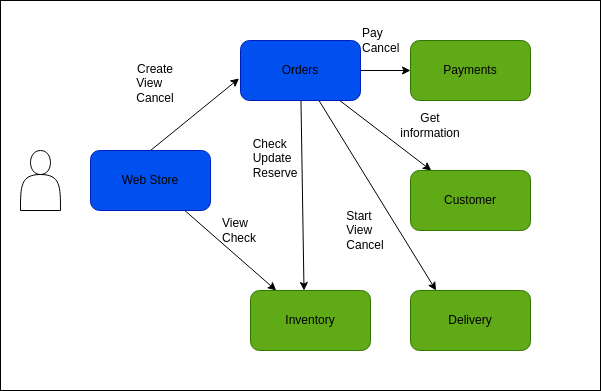 Pay
Cancel
Orders
Payments
Create
View
Cancel
Get
information
Check
Update
Reserve
Web Store
Customer
Start
View
Cancel
View
Check
Inventory
Delivery